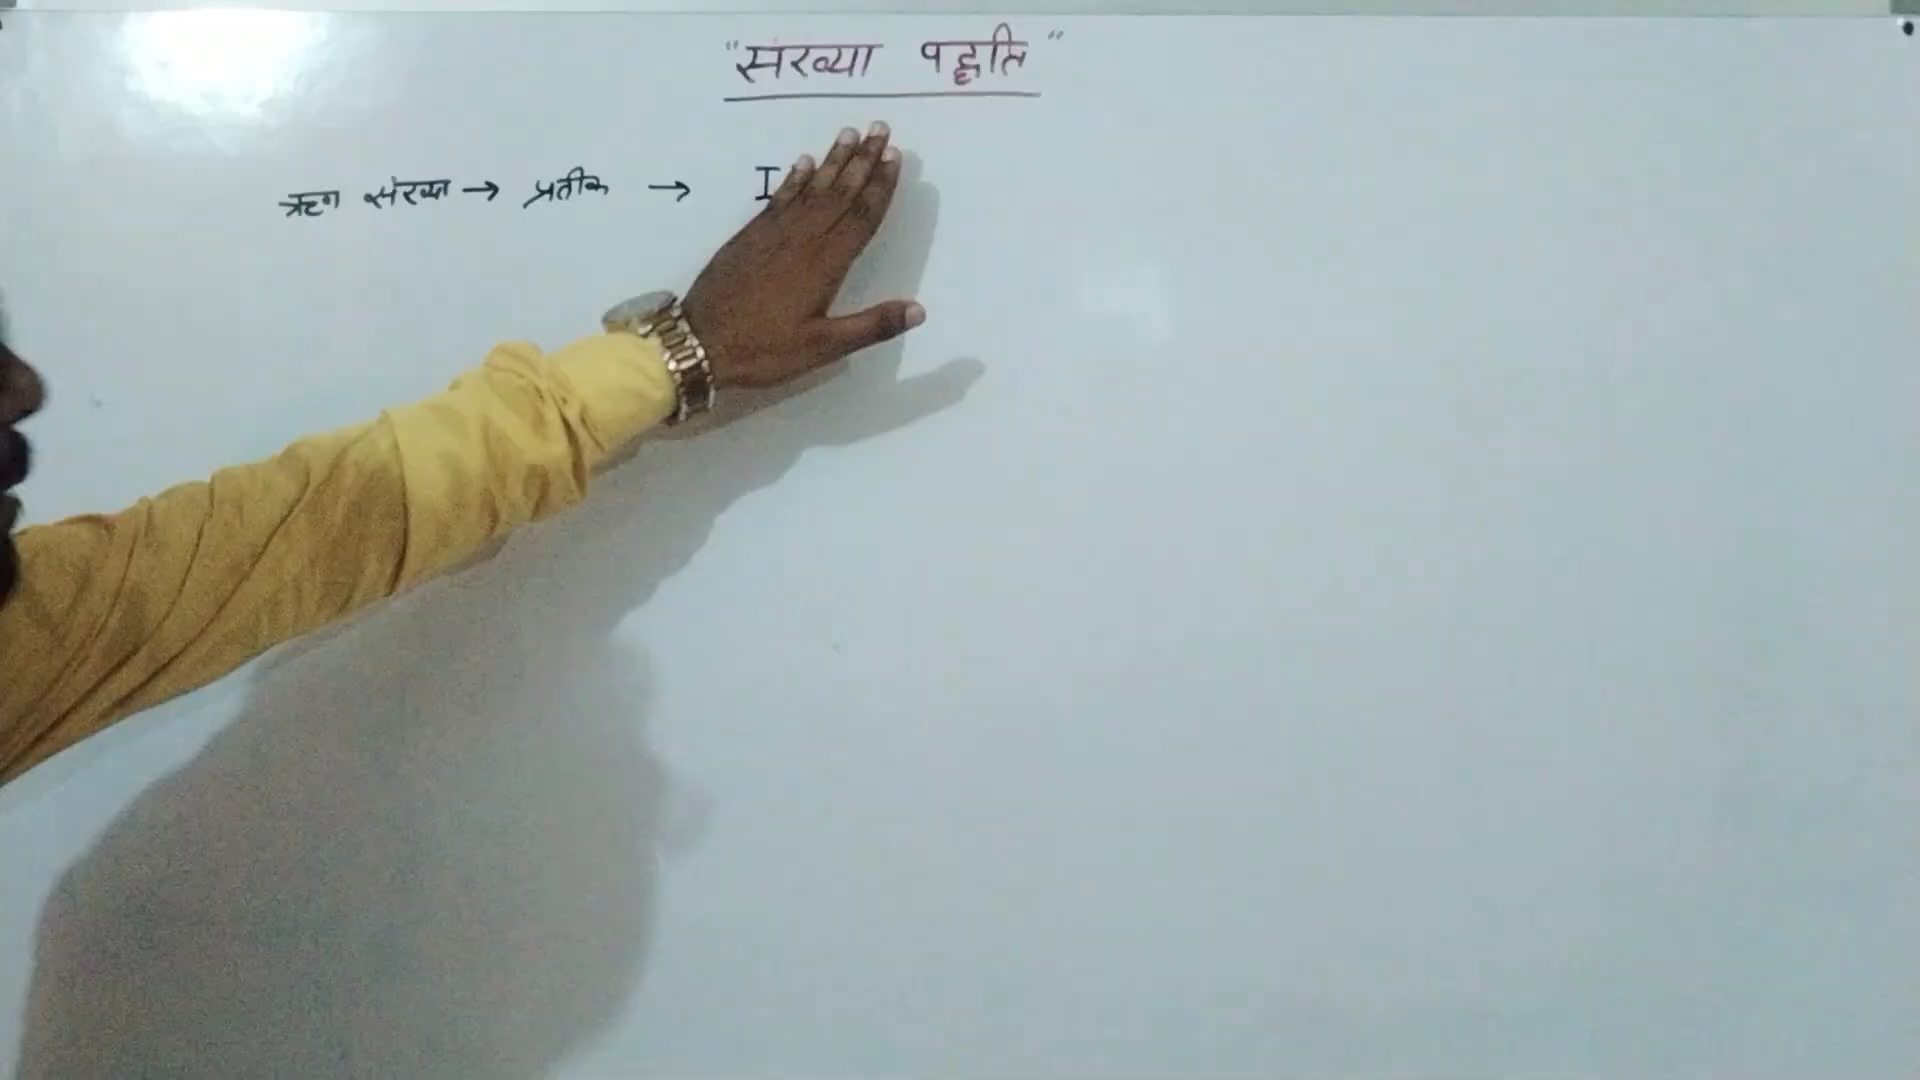 "संख्या पद्धति"
ऋण संख्या → प्रतीक → I